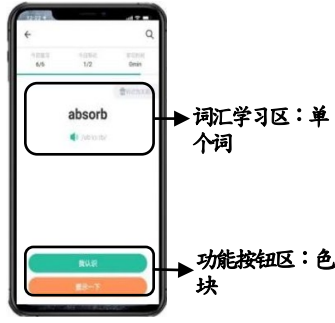 6/6
1/2
0min
absorb
词汇学习区：单
个词
我认识
提示一下
功能按钮区：色
块